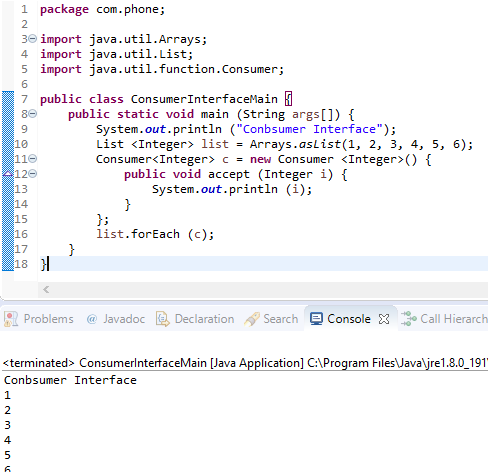 1 package com.phone;
2
3 import java.util.Arrays;
4 import java.util.List;
5 import java.util.function.Consumer;
6
7 public class ConsumerInterfaceMain {
8 public static void main (String args[]) {
9 System.out.println ("Conbsumer Interface");
10 List <Integer> list = Arrays.asList(1, 2, 3, 4, 5, 6);
11 Consumer<Integer> c = new Consumer <Integer>() {
12 public void accept (Integer i) {
13 System.out.println (i);
14 }
15 };
16 list.forEach (c);
17 }
18 }
Problems @ Javadoc Declaration Search Console Call Hierarch
<terminated> ConsumerInterfaceMain [Java Application] C:\Program Files\Java\jre1.8.0_191\
Conbsumer Interface
1
2
3
4
5
6